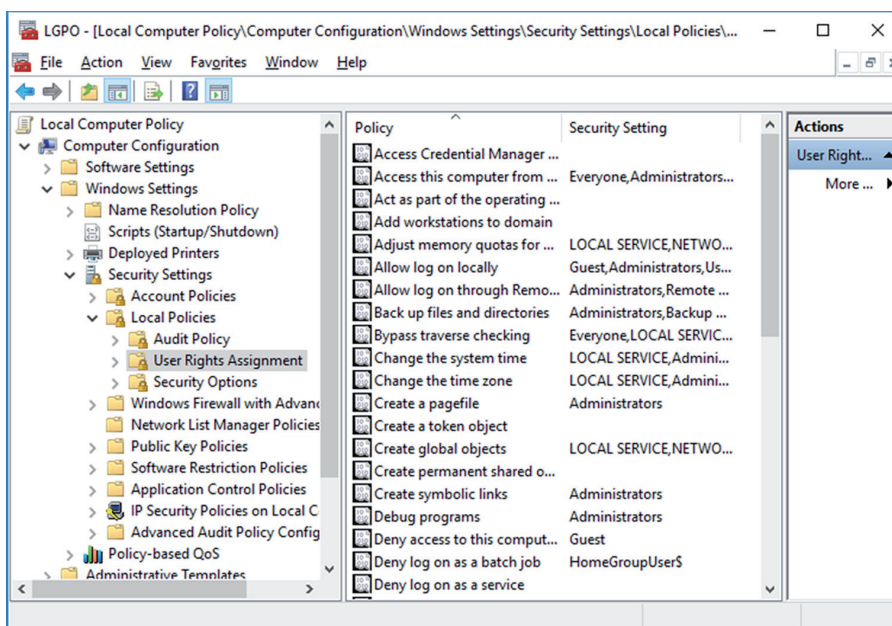 LGPO - [Local Computer Policy\Computer Configuration\Windows Settings\Security Settings\Local Policies\...
File Action View Favorites Window Help
Local Computer Policy
Computer Configuration
Software Settings
Windows Settings
Name Resolution Policy
Scripts (Startup/Shutdown)
Deployed Printers
Security Settings
Account Policies
Local Policies
Audit Policy
User Rights Assignment
Security Options
Windows Firewall with Advanc
Network List Manager Policies
Public Key Policies
Software Restriction Policies
Application Control Policies
IP Security Policies on Local C
Advanced Audit Policy Config
Policy-based QoS
Administrative Templates
Policy Security Setting
Access Credential Manager ...
Access this computer from ... Everyone,Administrators...
Act as part of the operating ...
Add workstations to domain
Adjust memory quotas for ... LOCAL SERVICE,NETWO...
Allow log on locally Guest,Administrators,Us...
Allow log on through Remo... Administrators,Remote ...
Back up files and directories Administrators,Backup ...
Bypass traverse checking Everyone,LOCAL SERVIC...
Change the system time LOCAL SERVICE,Admini...
Change the time zone LOCAL SERVICE,Admini...
Create a pagefile Administrators
Create a token object
Create global objects LOCAL SERVICE,NETWO...
Create permanent shared o...
Create symbolic links Administrators
Debug programs Administrators
Deny access to this comput... Guest
Deny log on as a batch job HomeGroupUser$
Deny log on as a service
Actions
User Right...
More ...